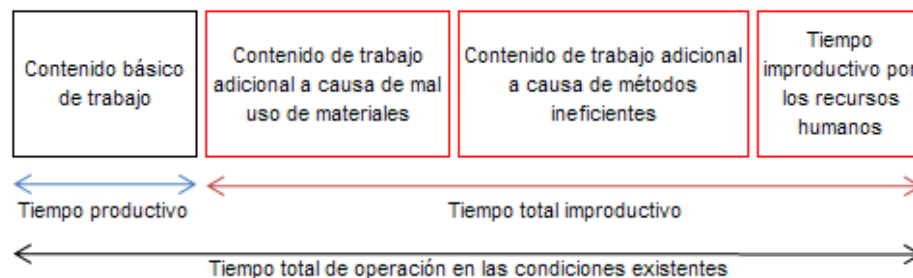 Contenido básico
de trabajo
Contenido de trabajo
adicional a causa de mal
uso de materiales
Contenido de trabajo adicional
a causa de métodos
ineficientes
Tiempo
improductivo por
los recursos
humanos
Tiempo productivo
Tiempo total improductivo
Tiempo total de operación en las condiciones existentes